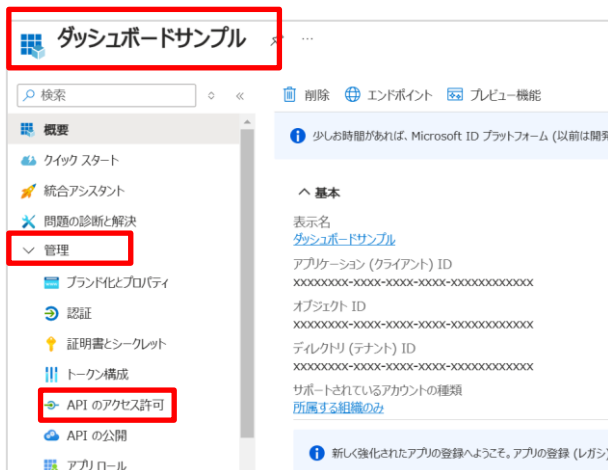 ダッシュボードサンプル
検索
削除 エンドポイント プレビュー機能
概要
クイック スタート
統合アシスタント
問題の診断と解決
管理
ブランド化とプロパティ
認証
証明書とシークレット
トークン構成
API のアクセス許可
API の公開
アプリ ロール
少しお時間があれば、Microsoft ID プラットフォーム (以前は開発
基本
表示名
ダッシュボードサンプル
アプリケーション (クライアント) ID
xxxxxxxx-xxxx-xxxx-xxxx-xxxxxxxxxxxx
オブジェクト ID
xxxxxxxx-xxxx-xxxx-xxxx-xxxxxxxxxxxx
ディレクトリ (テナント) ID
xxxxxxxx-xxxx-xxxx-xxxx-xxxxxxxxxxxx
サポートされているアカウントの種類
所属する組織のみ
新しく強化されたアプリの登録へようこそ。アプリの登録 (レガシ)